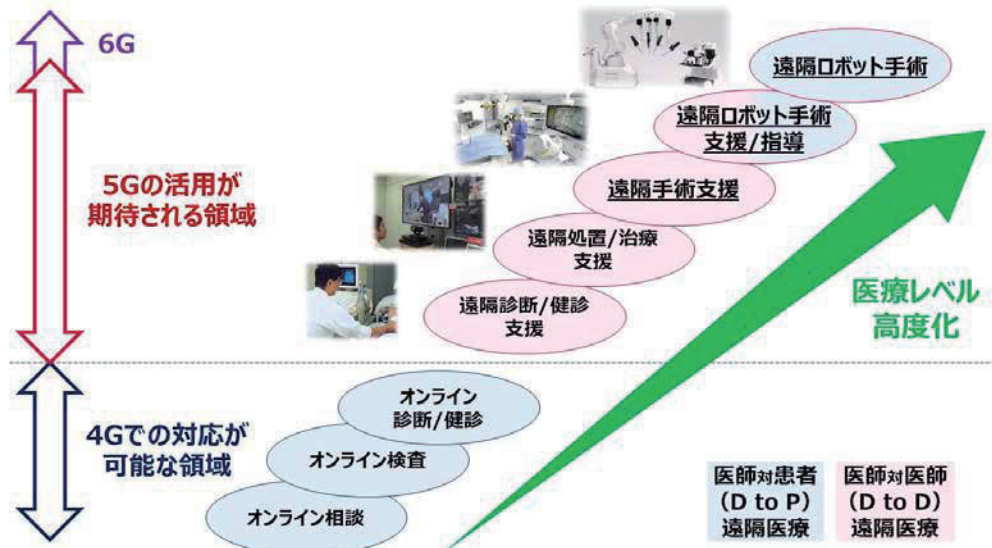 6G
遠隔ロボット手術
遠隔ロボット手術
支援/指導
5Gの活用が
期待される領域
遠隔手術支援
遠隔処置/治療
支援
遠隔診断/健診
支援
医療レベル
高度化
オンライン
診断/健診
4Gでの対応が
可能な領域
オンライン検査
オンライン相談
医師対患者
(D to P)
遠隔医療
医師対医師
(D to D)
遠隔医療